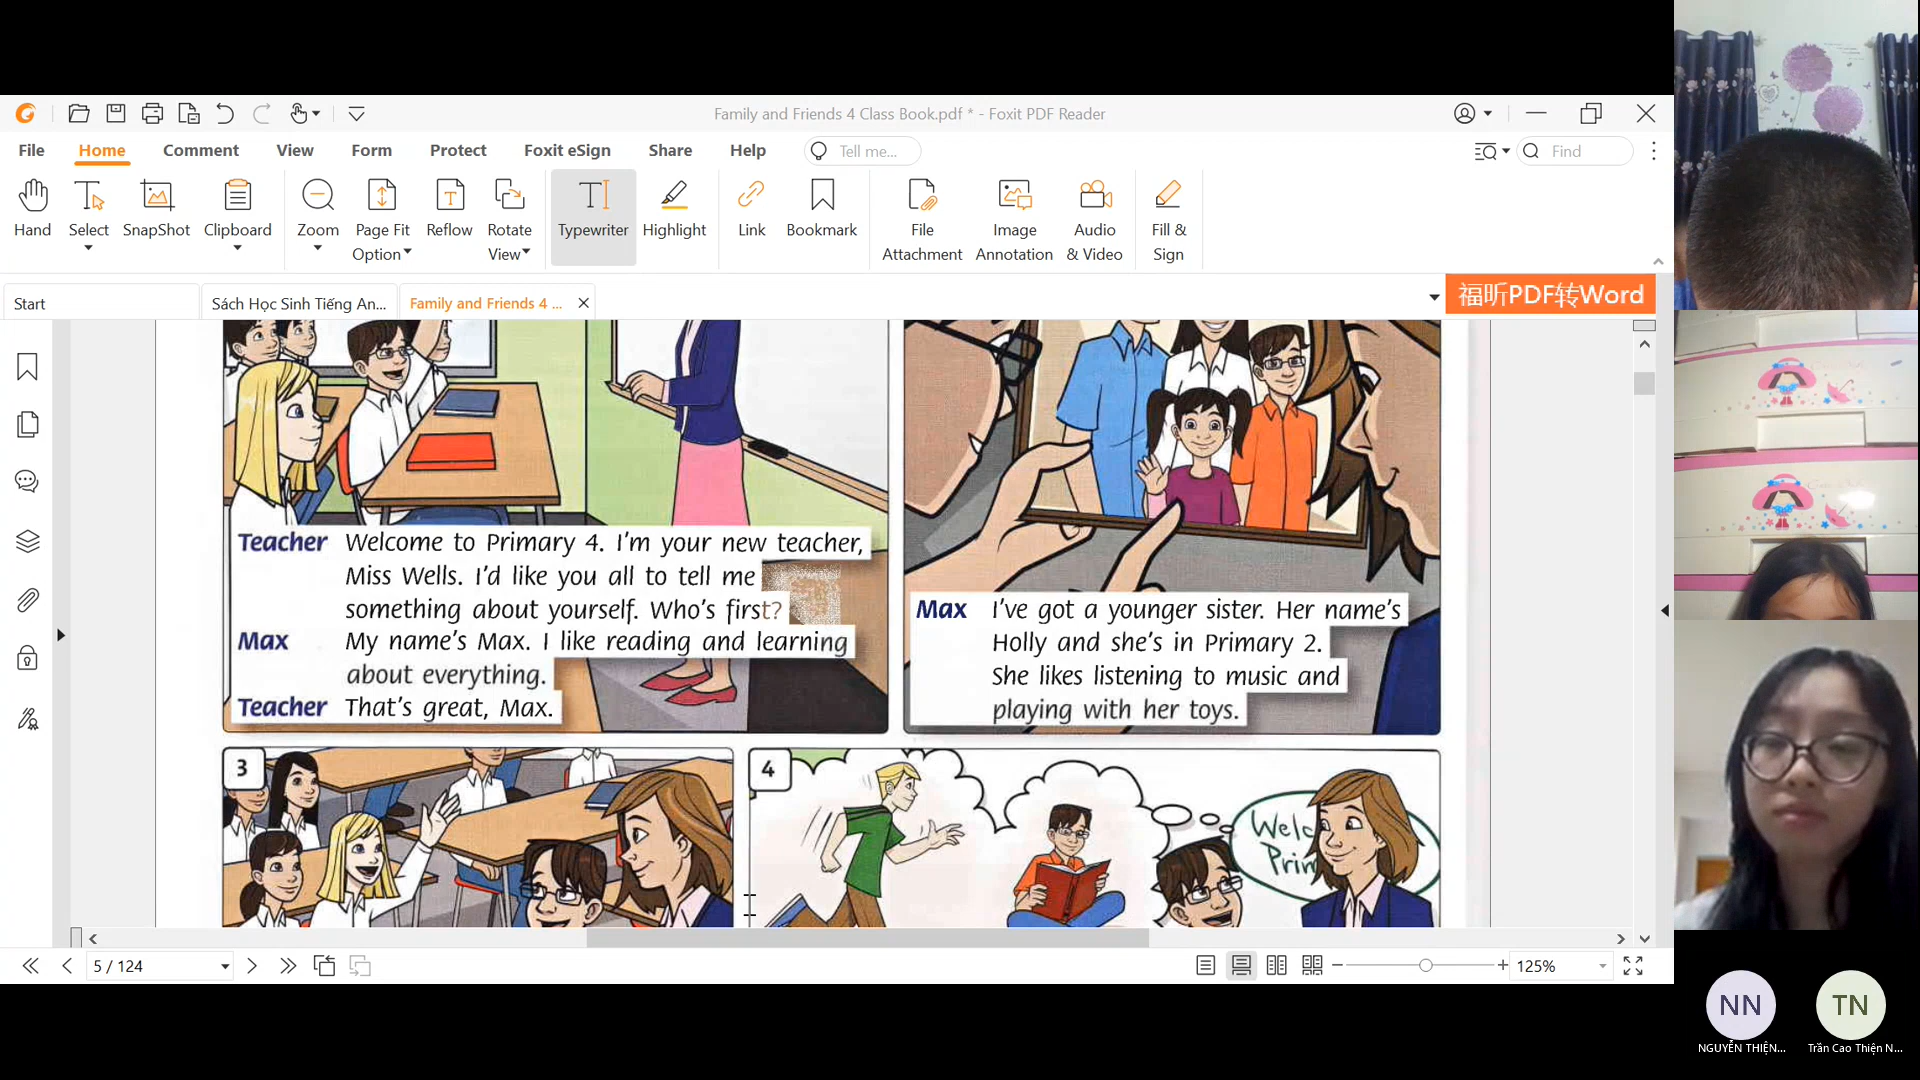 Family and Friends 4 Class Book.pdf * - Foxit PDF Reader
File Home Comment View Form Protect Foxit eSign Share Help Tell me... Find
Hand Select SnapShot Clipboard Zoom Page Fit Option Reflow Rotate View Typewriter Highlight Link Bookmark File Attachment Image Annotation Audio & Video Fill & Sign
Start Sách Học Sinh Tiếng An... Family and Friends 4 ... 福昕PDF转Word
Teacher Welcome to Primary 4. I'm your new teacher,
Miss Wells. I'd like you all to tell me
something about yourself. Who's first?
Max My name's Max. I like reading and learning
about everything.
Teacher That's great, Max.
Max I've got a younger sister. Her name's
Holly and she's in Primary 2.
She likes listening to music and
playing with her toys.
3
4
Welc
Prim
5 / 124
125%
NN TN
NGUYỄN THIỆN... Trần Cao Thiện N...